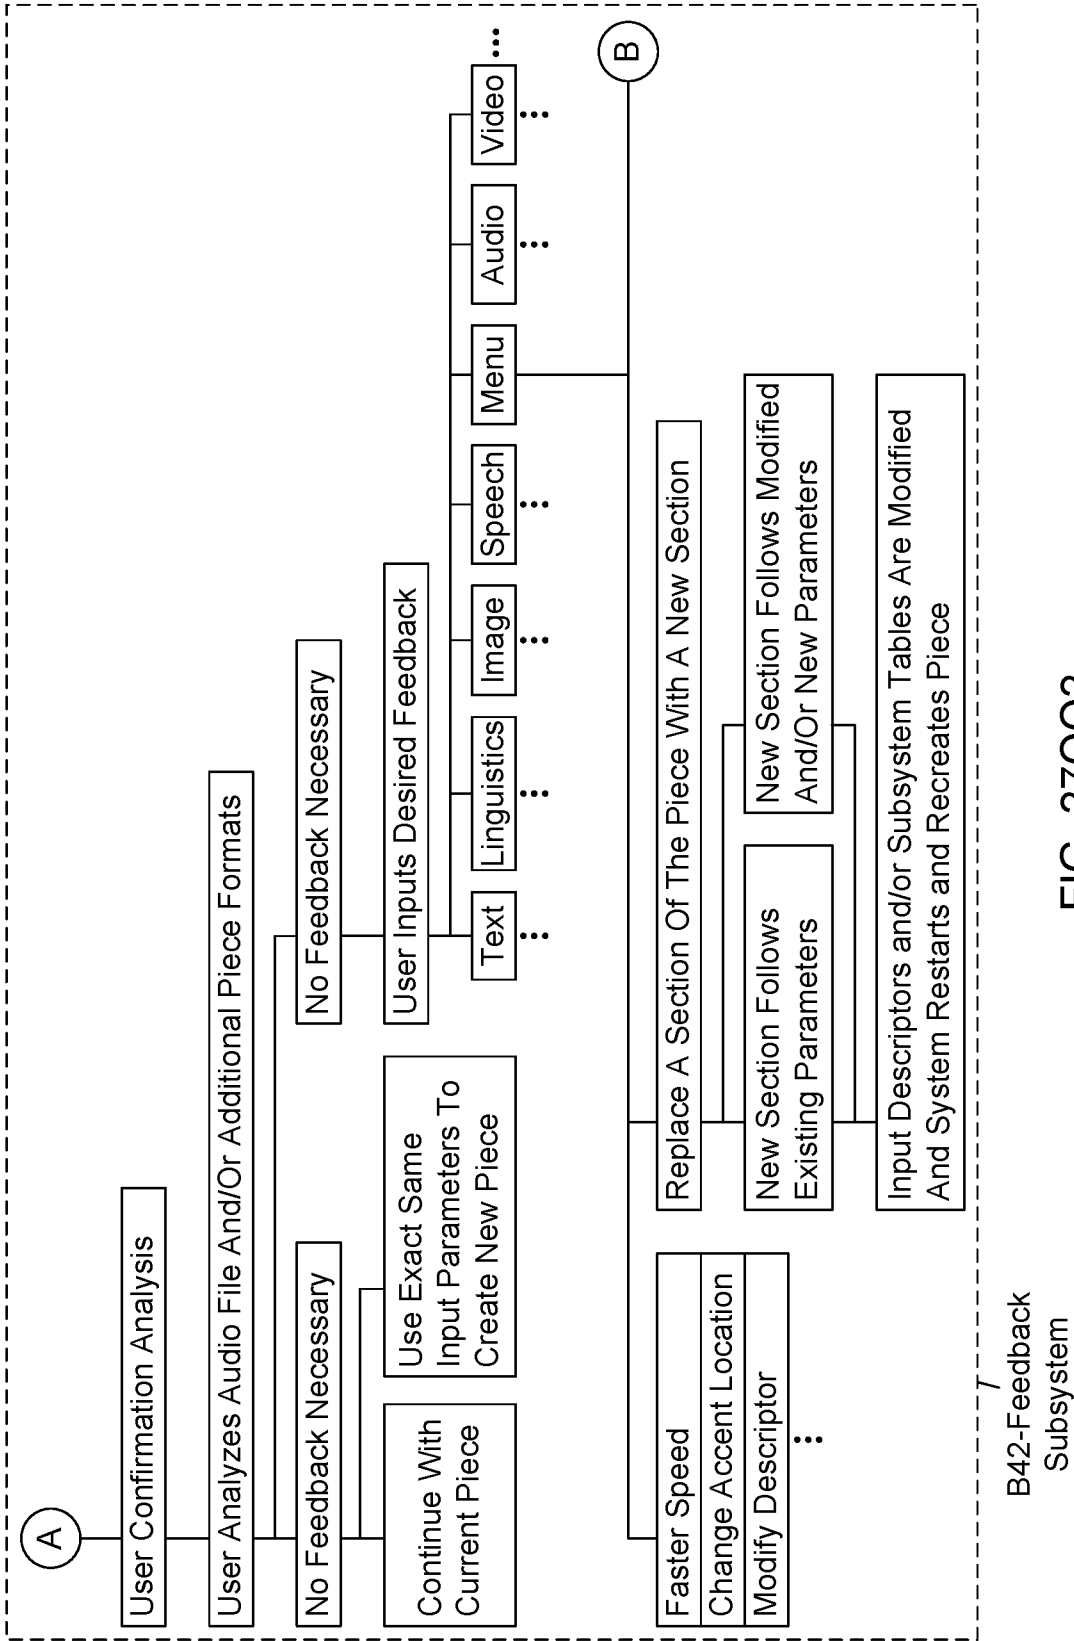 A
User Confirmation Analysis
User Analyzes Audio File And/Or Additional Piece Formats
No Feedback Necessary
No Feedback Necessary
Continue With
Current Piece
Use Exact Same
Input Parameters To
Create New Piece
User Inputs Desired Feedback
Text
Linguistics
Image
Speech
Menu
Audio
Video
...
...
...
...
...
...
...
...
B
Faster Speed
Change Accent Location
Modify Descriptor
...
Replace A Section Of The Piece With A New Section
New Section Follows
Existing Parameters
New Section Follows Modified
And/Or New Parameters
Input Descriptors and/or Subsystem Tables Are Modified
And System Restarts and Recreates Piece
B42-Feedback
Subsystem